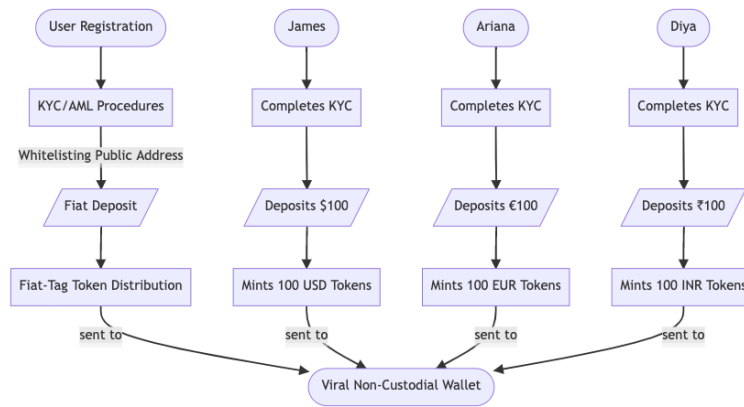 User Registration
James
Ariana
Diya
KYC/AML Procedures
Completes KYC
Completes KYC
Completes KYC
Whitelisting Public Address
Fiat Deposit
Deposits $100
Deposits €100
Deposits ₹100
Fiat-Tag Token Distribution
Mints 100 USD Tokens
Mints 100 EUR Tokens
Mints 100 INR Tokens
sent to
sent to
sent to
sent to
Viral Non-Custodial Wallet